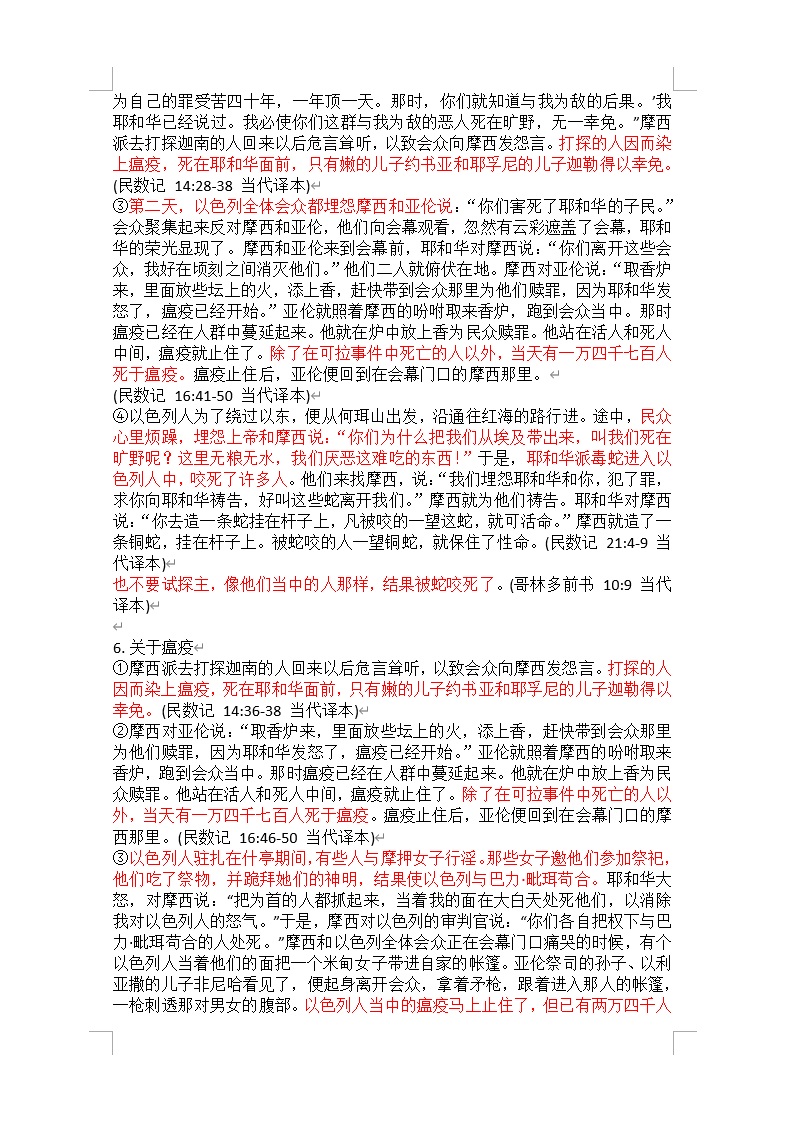 为自己的罪受苦四十年，一年顶一天。那时，你们就知道与我为敌的后果。’我
耶和华已经说过。我必使你们这群与我为敌的恶人死在旷野，无一幸免。”摩西
派去打探迦南的人回来以后危言耸听，以致会众向摩西发怨言。打探的人因而染
上瘟疫，死在耶和华面前，只有嫩的儿子约书亚和耶孚尼的儿子迦勒得以幸免。
(民数记 14:28-38 当代译本)↵
③第二天，以色列全体会众都埋怨摩西和亚伦说：“你们害死了耶和华的子民。”
会众聚集起来反对摩西和亚伦，他们向会幕观看，忽然有云彩遮盖了会幕，耶和
华的荣光显现了。摩西和亚伦来到会幕前，耶和华对摩西说：“你们离开这些会
众，我好在顷刻之间消灭他们。”他们二人就俯伏在地。摩西对亚伦说：“取香炉
来，里面放些坛上的火，添上香，赶快带到会众那里为他们赎罪，因为耶和华发
怒了，瘟疫已经开始。”亚伦就照着摩西的吩咐取来香炉，跑到会众当中。那时
瘟疫已经在人群中蔓延起来。他就在炉中放上香为民众赎罪。他站在活人和死人
中间，瘟疫就止住了。除了在可拉事件中死亡的人以外，当天有一万四千七百人
死于瘟疫。瘟疫止住后，亚伦便回到在会幕门口的摩西那里。↵
(民数记 16:41-50 当代译本)↵
④以色列人为了绕过以东，便从何珥山出发，沿通往红海的路行进。途中，民众
心里烦躁，埋怨上帝和摩西说：“你们为什么把我们从埃及带出来，叫我们死在
旷野呢？这里无粮无水，我们厌恶这难吃的东西！”于是，耶和华派毒蛇进入以
色列人中，咬死了许多人。他们来找摩西，说：“我们埋怨耶和华和你，犯了罪，
求你向耶和华祷告，好叫这些蛇离开我们。”摩西就为他们祷告。耶和华对摩西
说：“你去造一条蛇挂在杆子上，凡被咬的一望这蛇，就可活命。”摩西就造了一
条铜蛇，挂在杆子上。被蛇咬的人一望铜蛇，就保住了性命。(民数记 21:4-9 当
代译本)↵
也不要试探主，像他们当中的人那样，结果被蛇咬死了。(哥林多前书 10:9 当代
译本)↵
↵
6. 关于瘟疫↵
①摩西派去打探迦南的人回来以后危言耸听，以致会众向摩西发怨言。打探的人
因而染上瘟疫，死在耶和华面前，只有嫩的儿子约书亚和耶孚尼的儿子迦勒得以
幸免。(民数记 14:36-38 当代译本)↵
②摩西对亚伦说：“取香炉来，里面放些坛上的火，添上香，赶快带到会众那里
为他们赎罪，因为耶和华发怒了，瘟疫已经开始。”亚伦就照着摩西的吩咐取来
香炉，跑到会众当中。那时瘟疫已经在人群中蔓延起来。他就在炉中放上香为民
众赎罪。他站在活人和死人中间，瘟疫就止住了。除了在可拉事件中死亡的人以
外，当天有一万四千七百人死于瘟疫。瘟疫止住后，亚伦便回到在会幕门口的摩
西那里。(民数记 16:46-50 当代译本)↵
③以色列人驻扎在什亭期间，有些人与摩押女子行淫。那些女子邀他们参加祭祀，
他们吃了祭物，并跪拜她们的神明，结果使以色列与巴力·毗珥苟合。耶和华大
怒，对摩西说：“把为首的人都抓起来，当着我的面在大白天处死他们，以消除
我对以色列人的怒气。”于是，摩西对以色列的审判官说：“你们各自把权下与巴
力·毗珥苟合的人处死。”摩西和以色列全体会众正在会幕门口痛哭的时候，有个
以色列人当着他们的面把一个米甸女子带进自家的帐篷。亚伦祭司的孙子、以利
亚撒的儿子非尼哈看见了，便起身离开会众，拿着矛枪，跟着进入那人的帐篷，
一枪刺透那对男女的腹部。以色列人当中的瘟疫马上止住了，但已有两万四千人